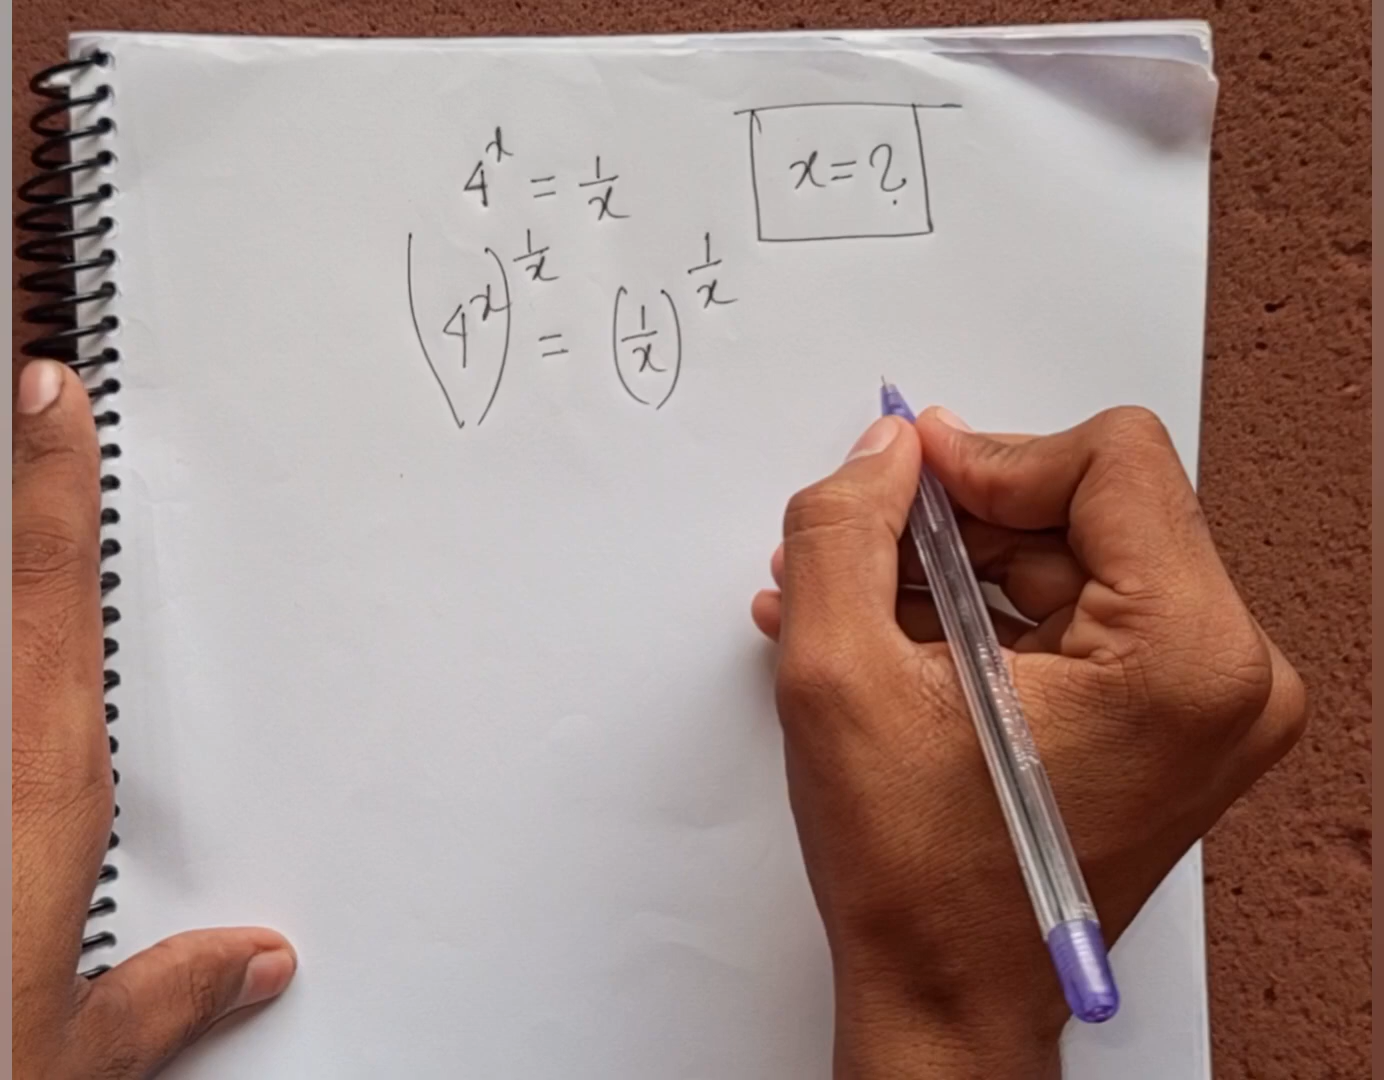 4^x = 1/x
x = ?
(4^x)^(1/x) = (1/x)^(1/x)